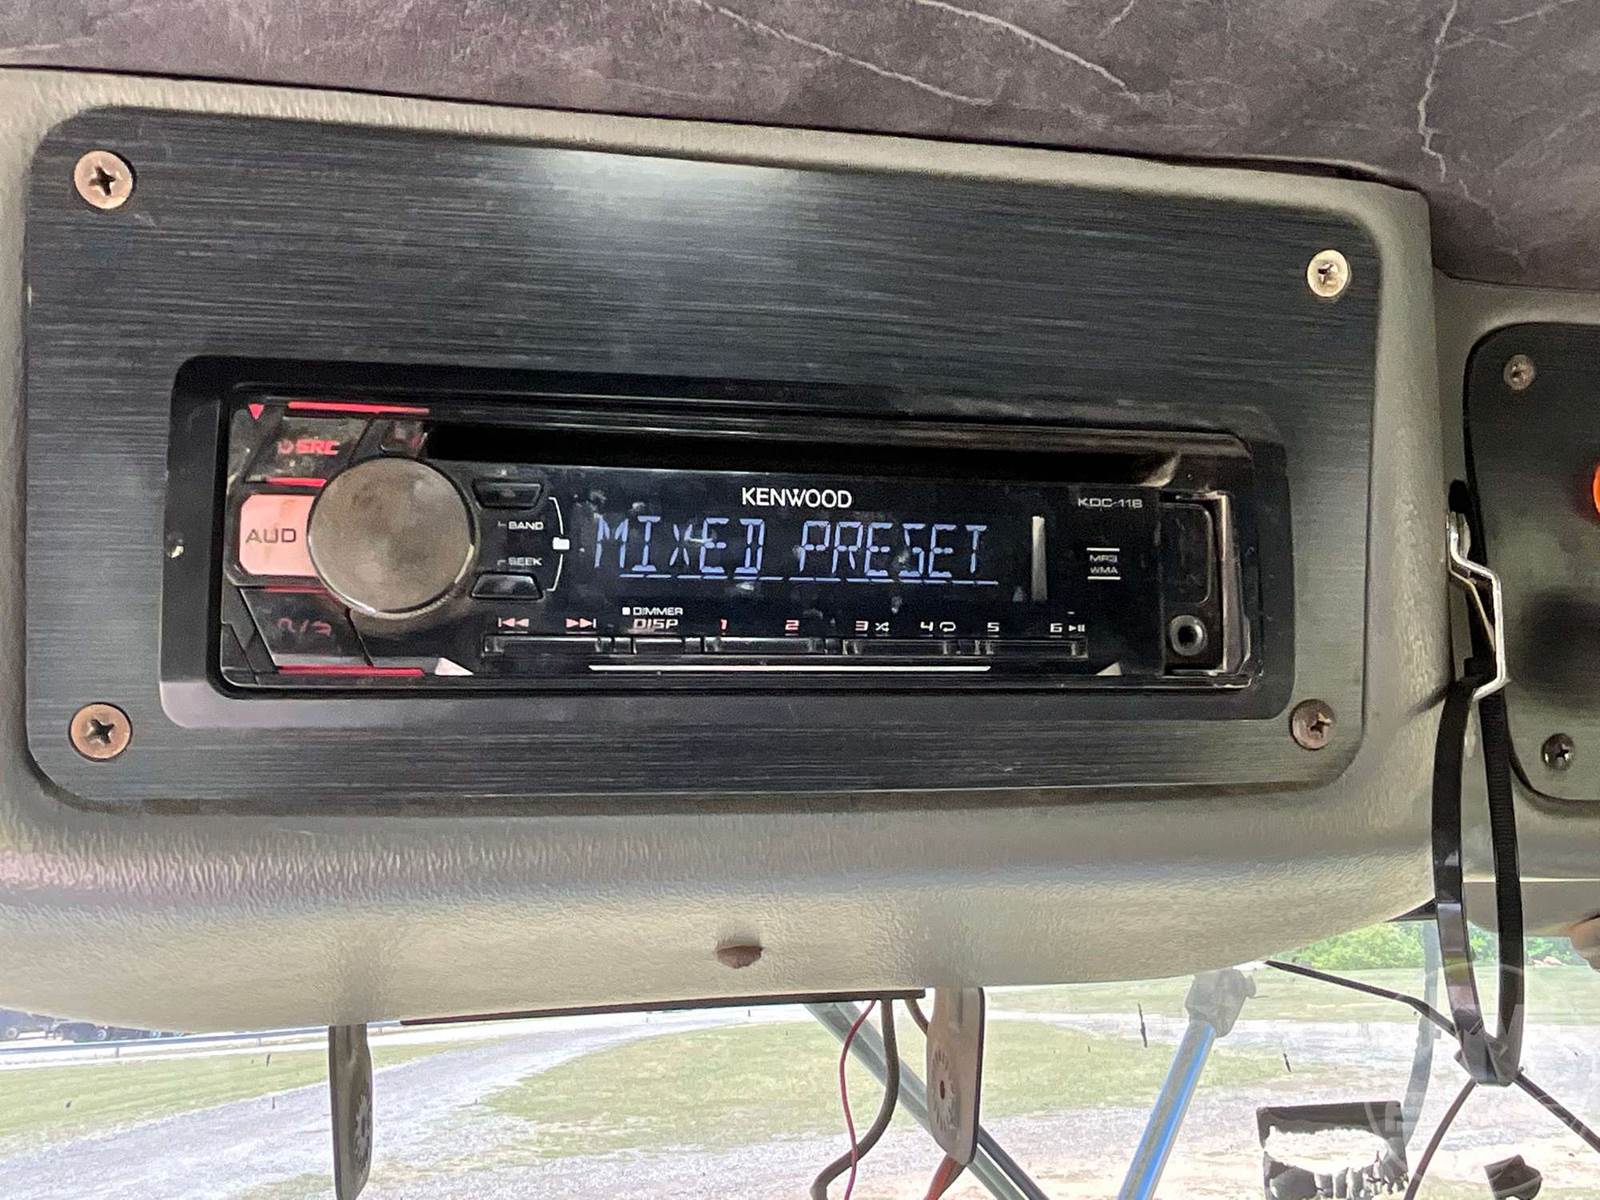 SRC
AUD
BAND
SEEK
KENWOOD
MIXED PRESET
KDC-118
MP3
WMA
DIMMER
DISP 1 2 3 4 5 6